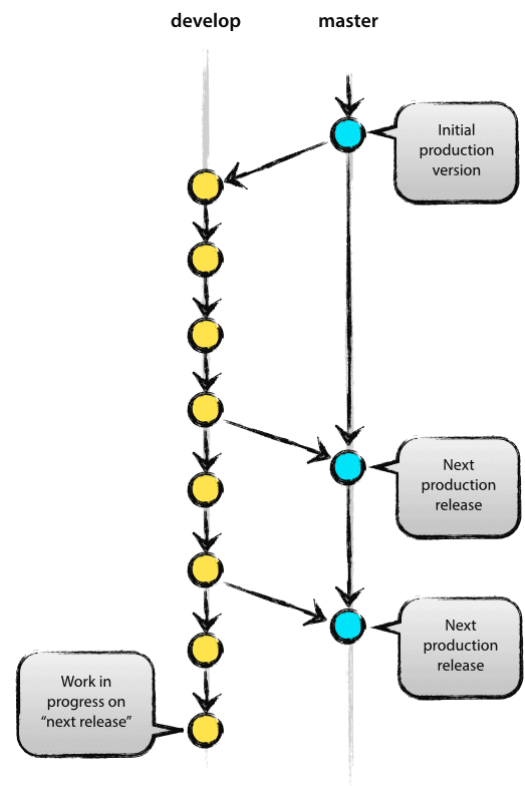 develop
master
Initial
production
version
Next
production
release
Next
production
release
Work in
progress on
“next release”